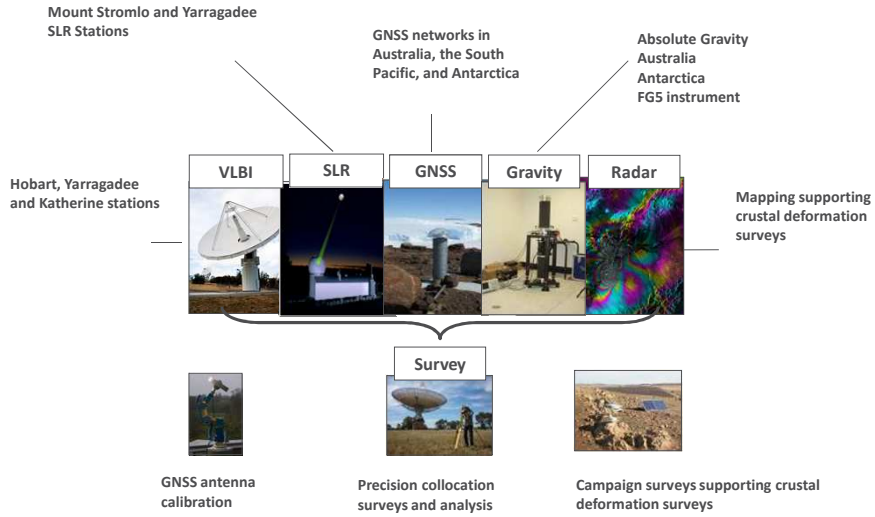 Mount Stromlo and Yarragadee
SLR Stations
GNSS networks in
Australia, the South
Pacific, and Antarctica
Absolute Gravity
Australia
Antarctica
FG5 instrument
VLBI
SLR
GNSS
Gravity
Radar
Hobart, Yarragadee
and Katherine stations
Mapping supporting
crustal deformation
surveys
Survey
GNSS antenna
calibration
Precision collocation
surveys and analysis
Campaign surveys supporting crustal
deformation surveys